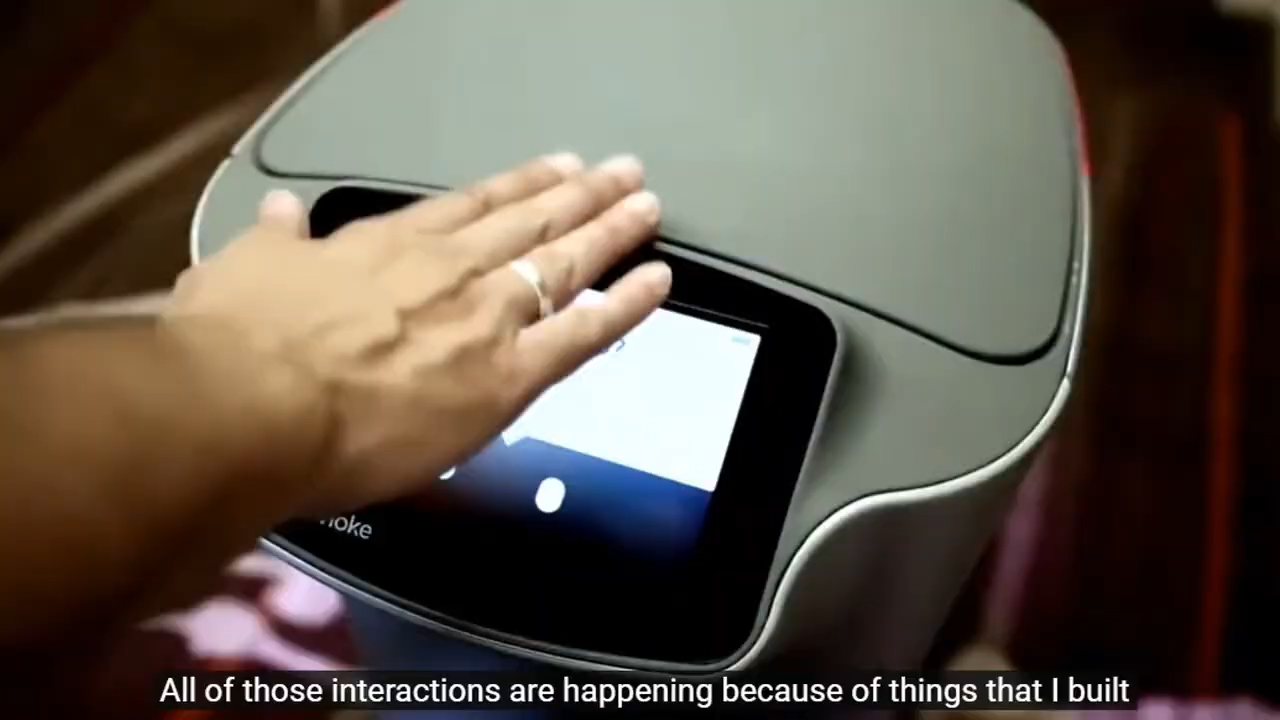 All of those interactions are happening because of things that I built